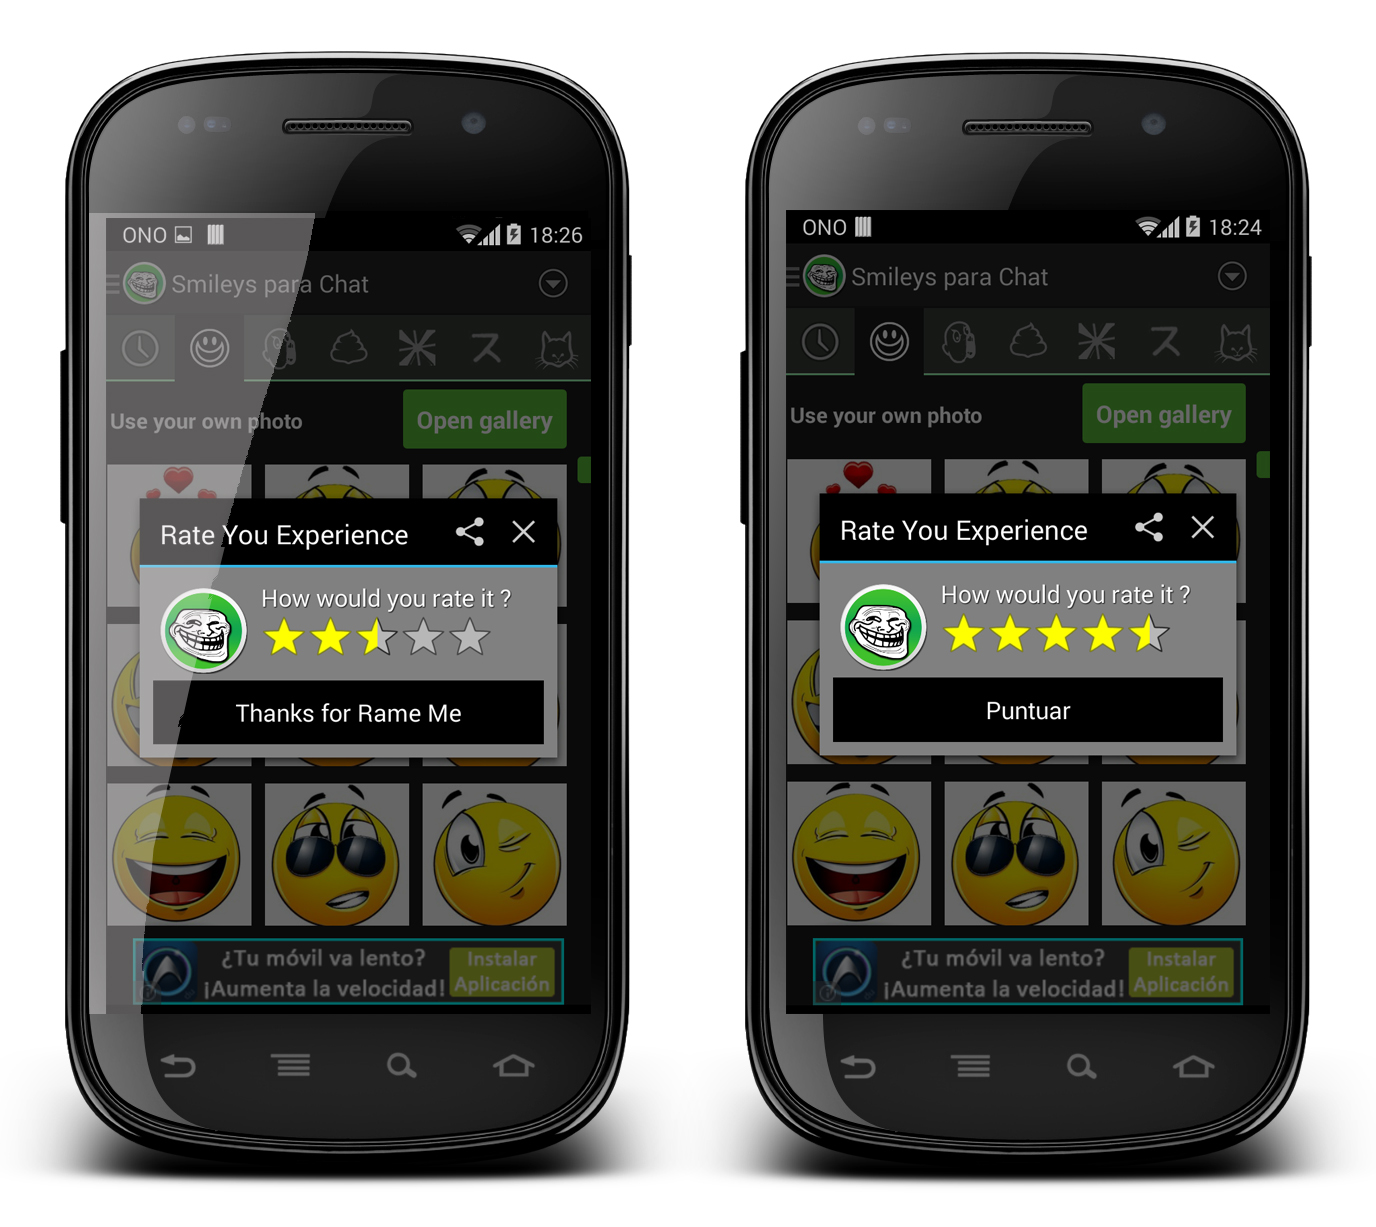 ONO 18:26
Smileys para Chat
Use your own photo
Open gallery
Rate You Experience
How would you rate it ?
Thanks for Rame Me
¿Tu móvil va lento?
¡Aumenta la velocidad!
Instalar
Aplicación
ONO 18:24
Smileys para Chat
ス
Use your own photo
Open gallery
Rate You Experience
How would you rate it ?
Puntuar
¿Tu móvil va lento?
¡Aumenta la velocidad!
Instalar
Aplicación